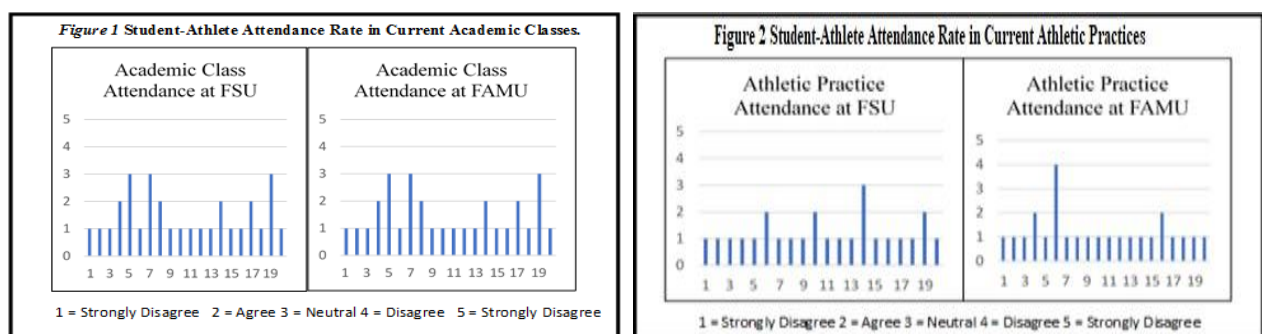 Figure 1 Student-Athlete Attendance Rate in Current Academic Classes.
Academic Class
Attendance at FSU
5
4
3
2
1
0
1 3 5 7 9 11 13 15 17 19
Academic Class
Attendance at FAMU
5
4
3
2
1
0
1 3 5 7 9 11 13 15 17 19
1 = Strongly Disagree 2 = Agree 3 = Neutral 4 = Disagree 5 = Strongly Disagree
Figure 2 Student-Athlete Attendance Rate in Current Athletic Practices
Athletic Practice
Attendance at FSU
5
4
3
2
1
0
1 3 5 7 9 11 13 15 17 19
Athletic Practice
Attendance at FAMU
5
4
3
2
1
0
1 3 5 7 9 11 13 15 17 19
1 = Strongly Disagree 2 = Agree 3 = Neutral 4 = Disagree 5 = Strongly Disagree